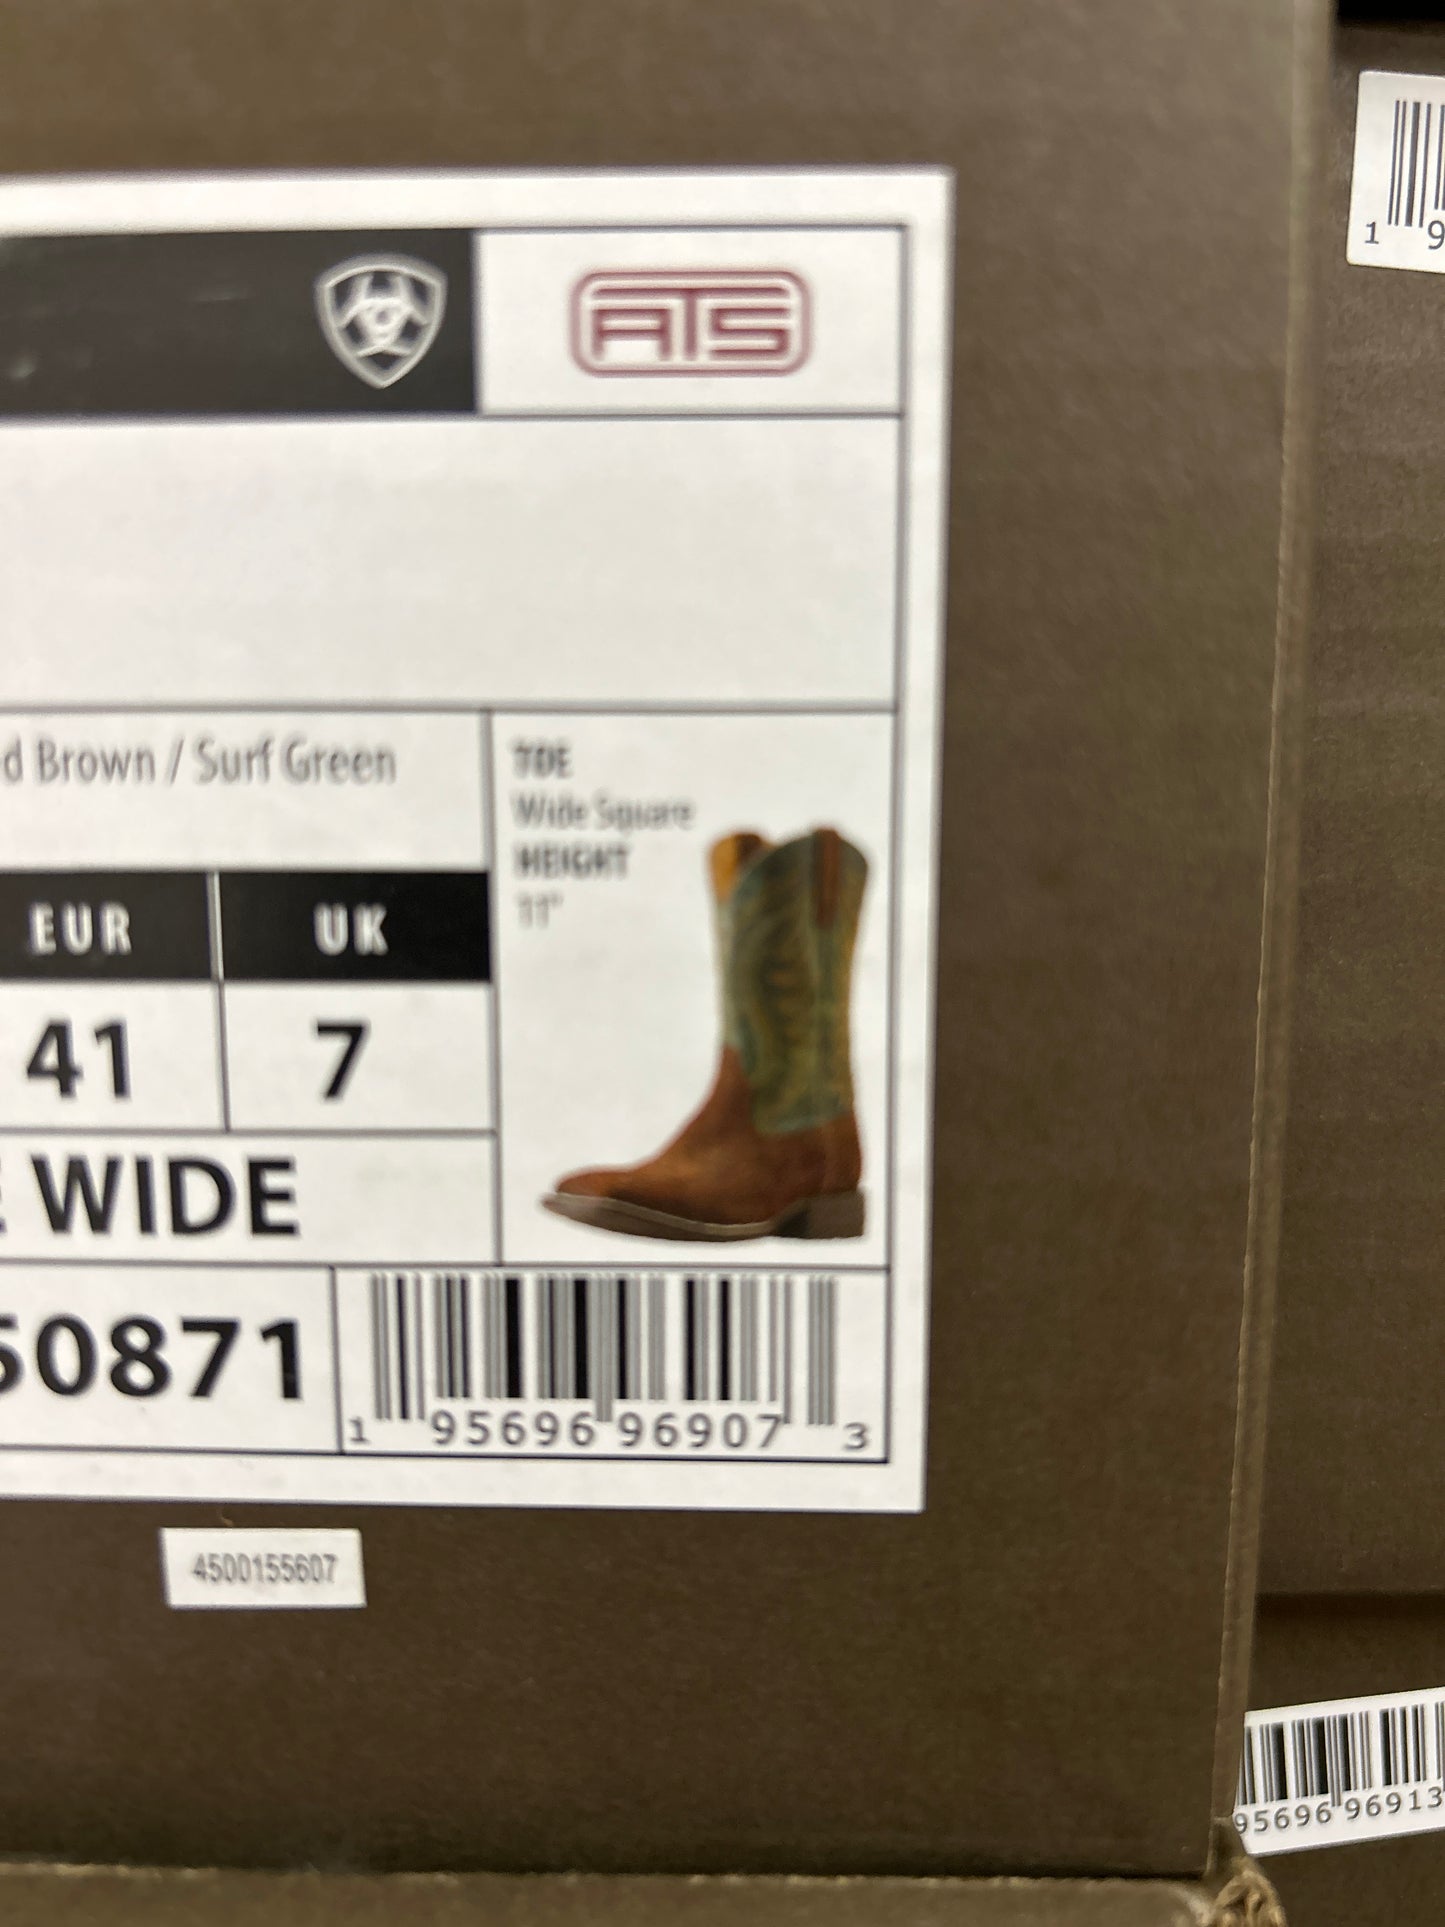 ATS
d Brown / Surf Green
TOE
Wide Square
HEIGHT
11"
EUR
UK
41
7
E WIDE
50871
1 95696 96907 3
4500155607
1 9
95696 96913